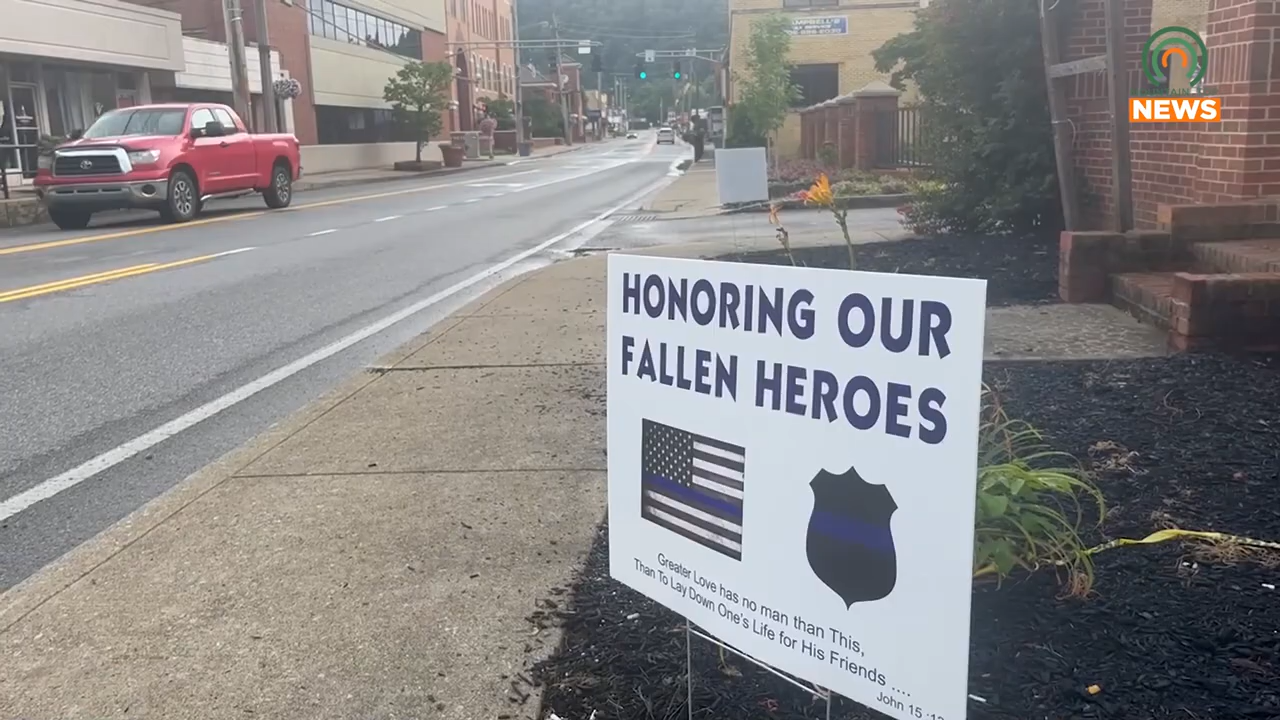 NEWS
HONORING OUR
FALLEN HEROES
Greater Love has no man than This,
Than To Lay Down One's Life for His Friends ....
John 15